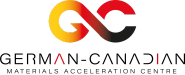 GERMAN-CANADIAN
MATERIALS ACCELERATION CENTRE